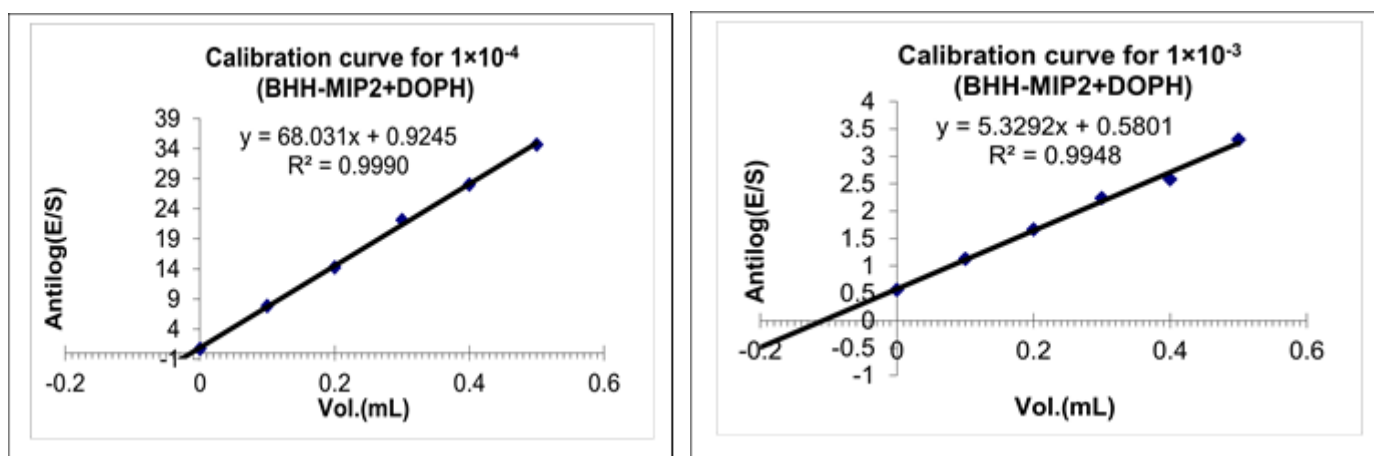 Calibration curve for 1×10⁻⁴
(BHH-MIP2+DOPH)
y = 68.031x + 0.9245
R² = 0.9990
Antilog(E/S)
39
34
29
24
19
14
9
4
-1
-0.2 0 0.2 0.4 0.6
Vol.(mL)
Calibration curve for 1×10⁻³
(BHH-MIP2+DOPH)
y = 5.3292x + 0.5801
R² = 0.9948
Antilog(E/S)
4
3.5
3
2.5
2
1.5
1
0.5
0
-0.5
-1
-0.2 0 0.2 0.4 0.6
Vol.(mL)